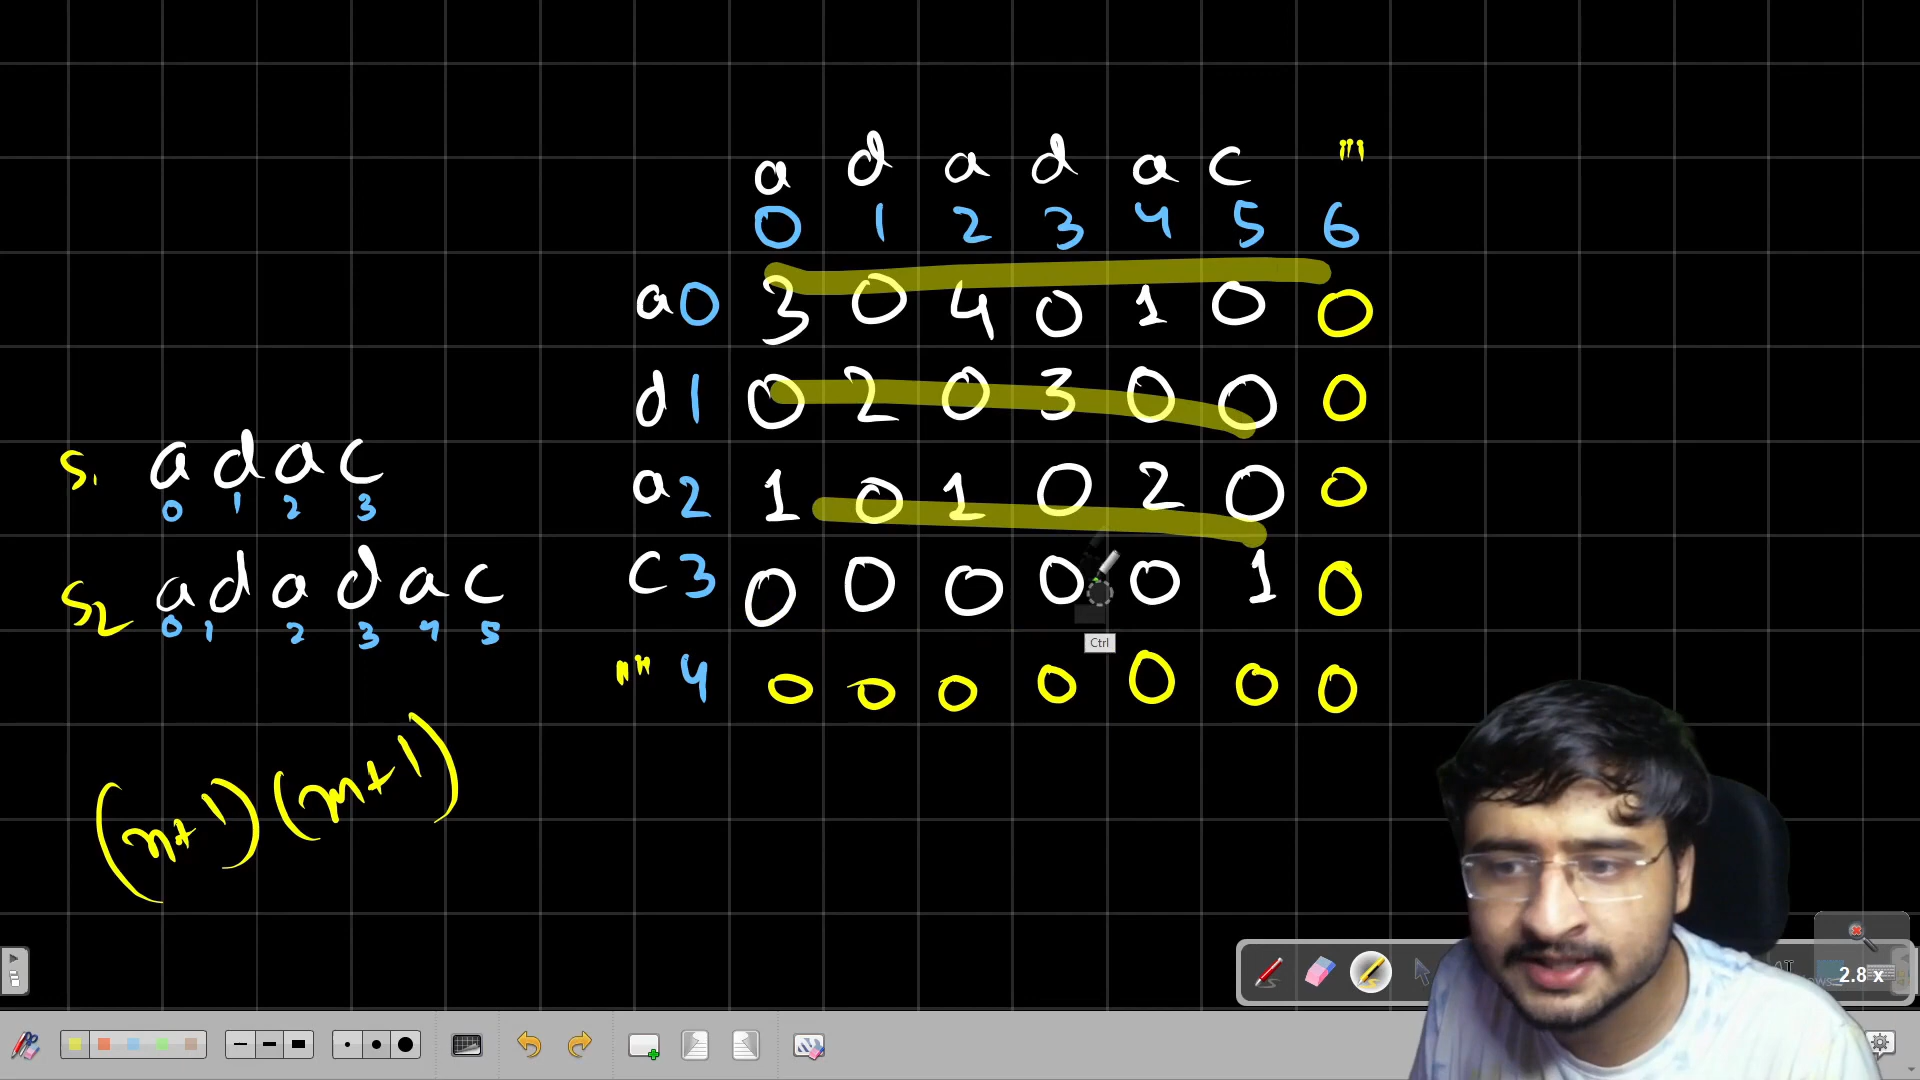 a d a d a c """
0 1 2 3 4 5 6
a 0 3 0 4 0 1 0 0
d 1 0 2 0 3 0 0 0
a 2 1 0 1 0 2 0 0
c 3 0 0 0 0 0 1 0
"" 4 0 0 0 0 0 0 0
S1 a d a c
0 1 2 3
S2 a d a d a c
0 1 2 3 4 5
(n+1)(m+1)
Ctrl
2.8 x